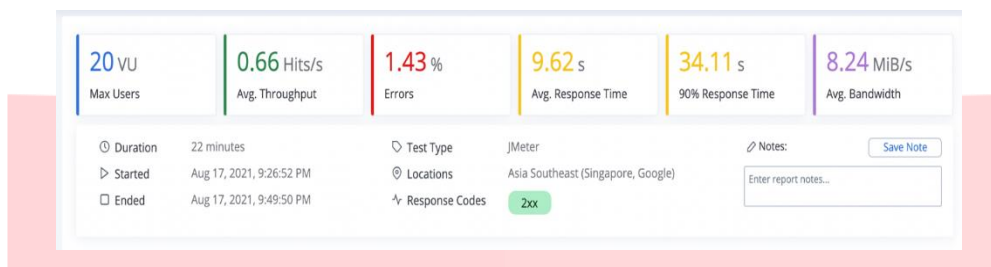 20 VU
Max Users
0.66 Hits/s
Avg. Throughput
1.43 %
Errors
9.62 s
Avg. Response Time
34.11 s
90% Response Time
8.24 MiB/s
Avg. Bandwidth
Duration 22 minutes
Started Aug 17, 2021, 9:26:52 PM
Ended Aug 17, 2021, 9:49:50 PM
Test Type JMeter
Locations Asia Southeast (Singapore, Google)
Response Codes 2xx
Notes: Save Note
Enter report notes...